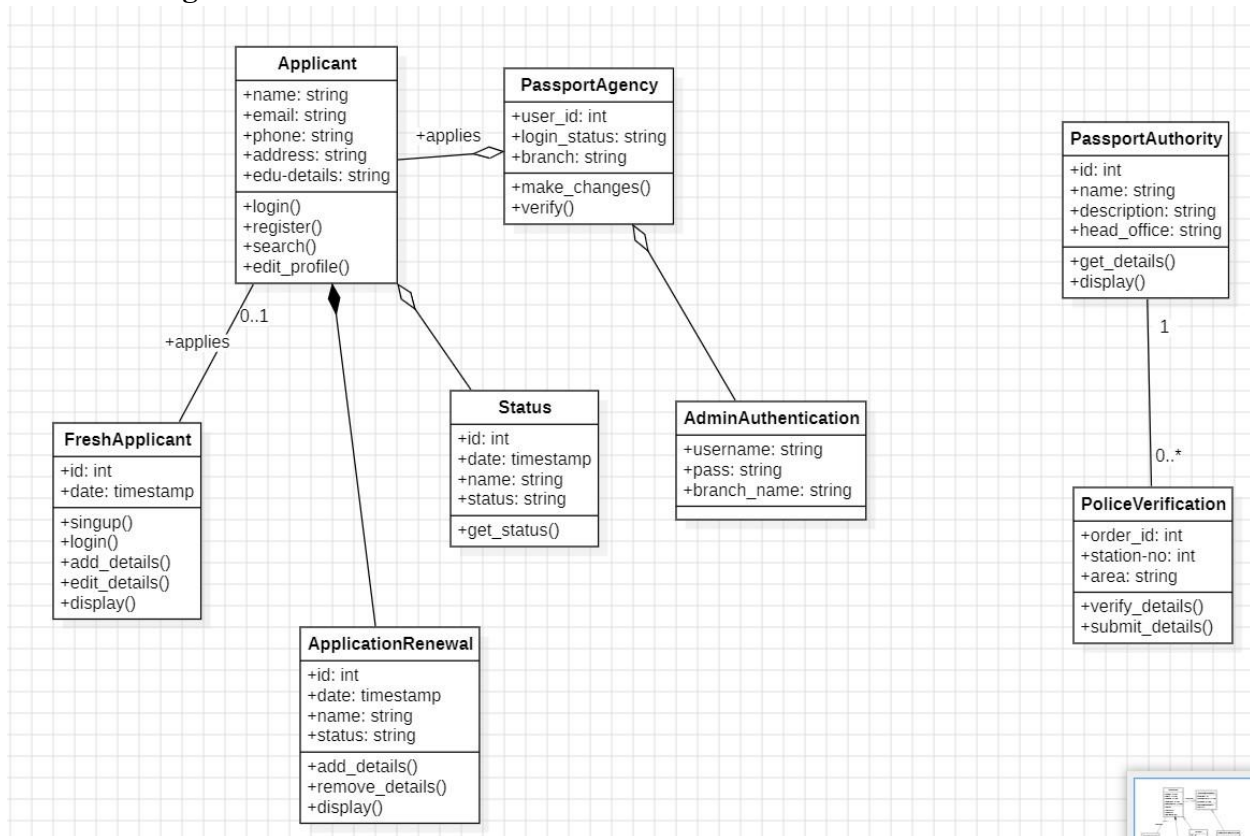 Applicant
+name: string
+email: string
+phone: string
+address: string
+edu-details: string
+login()
+register()
+search()
+edit_profile()
+applies
PassportAgency
+user_id: int
+login_status: string
+branch: string
+make_changes()
+verify()
PassportAuthority
+id: int
+name: string
+description: string
+head_office: string
+get_details()
+display()
0..1
+applies
1
0..*
FreshApplicant
+id: int
+date: timestamp
+singup()
+login()
+add_details()
+edit_details()
+display()
Status
+id: int
+date: timestamp
+name: string
+status: string
+get_status()
AdminAuthentication
+username: string
+pass: string
+branch_name: string
PoliceVerification
+order_id: int
+station-no: int
+area: string
+verify_details()
+submit_details()
ApplicationRenewal
+id: int
+date: timestamp
+name: string
+status: string
+add_details()
+remove_details()
+display()